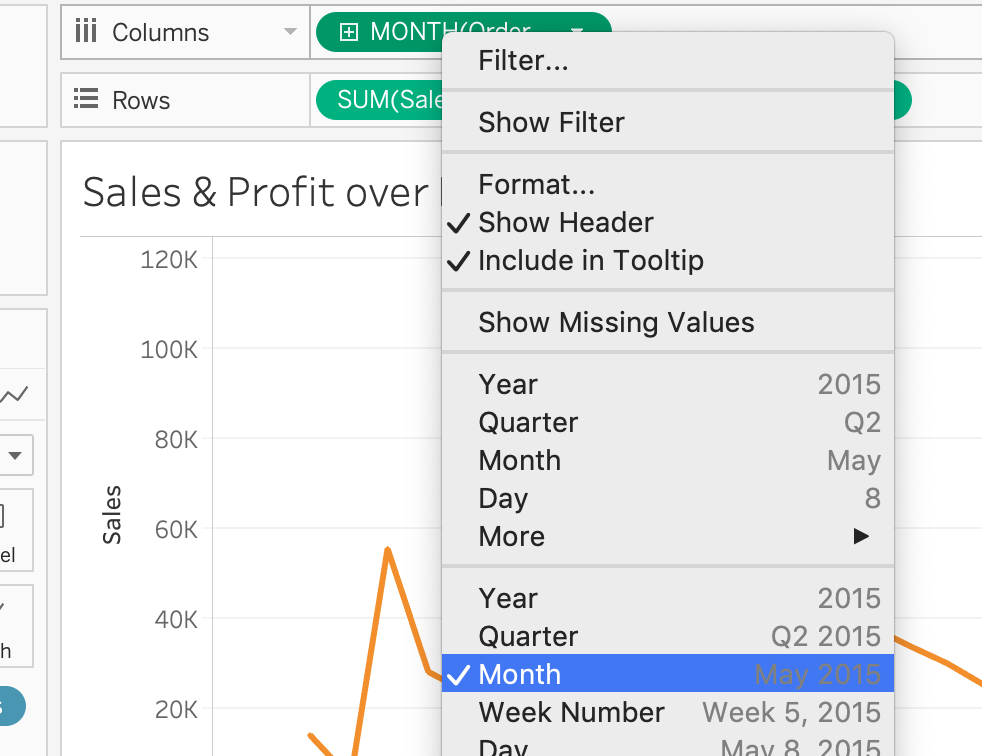 Columns
MONTH(Order
Rows
SUM(Sale
Filter...
Show Filter
Format...
Show Header
Include in Tooltip
Show Missing Values
Year 2015
Quarter Q2
Month May
Day 8
More
Year 2015
Quarter Q2 2015
Month May 2015
Week Number Week 5, 2015
Day May 8, 2015
Sales & Profit over
120K
100K
80K
60K
40K
20K
Sales
el
h
s